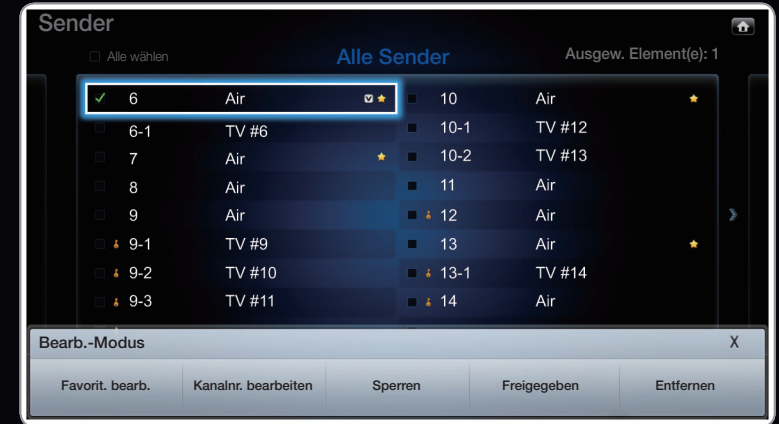 Sender
Alle wählen
Alle Sender
Ausgew. Element(e): 1
6 Air
6-1 TV #6
7 Air
8 Air
9 Air
9-1 TV #9
9-2 TV #10
9-3 TV #11
10 Air
10-1 TV #12
10-2 TV #13
11 Air
12 Air
13 Air
13-1 TV #14
14 Air
Bearb.-Modus X
Favorit. bearb. Kanalnr. bearbeiten Sperren Freigegeben Entfernen